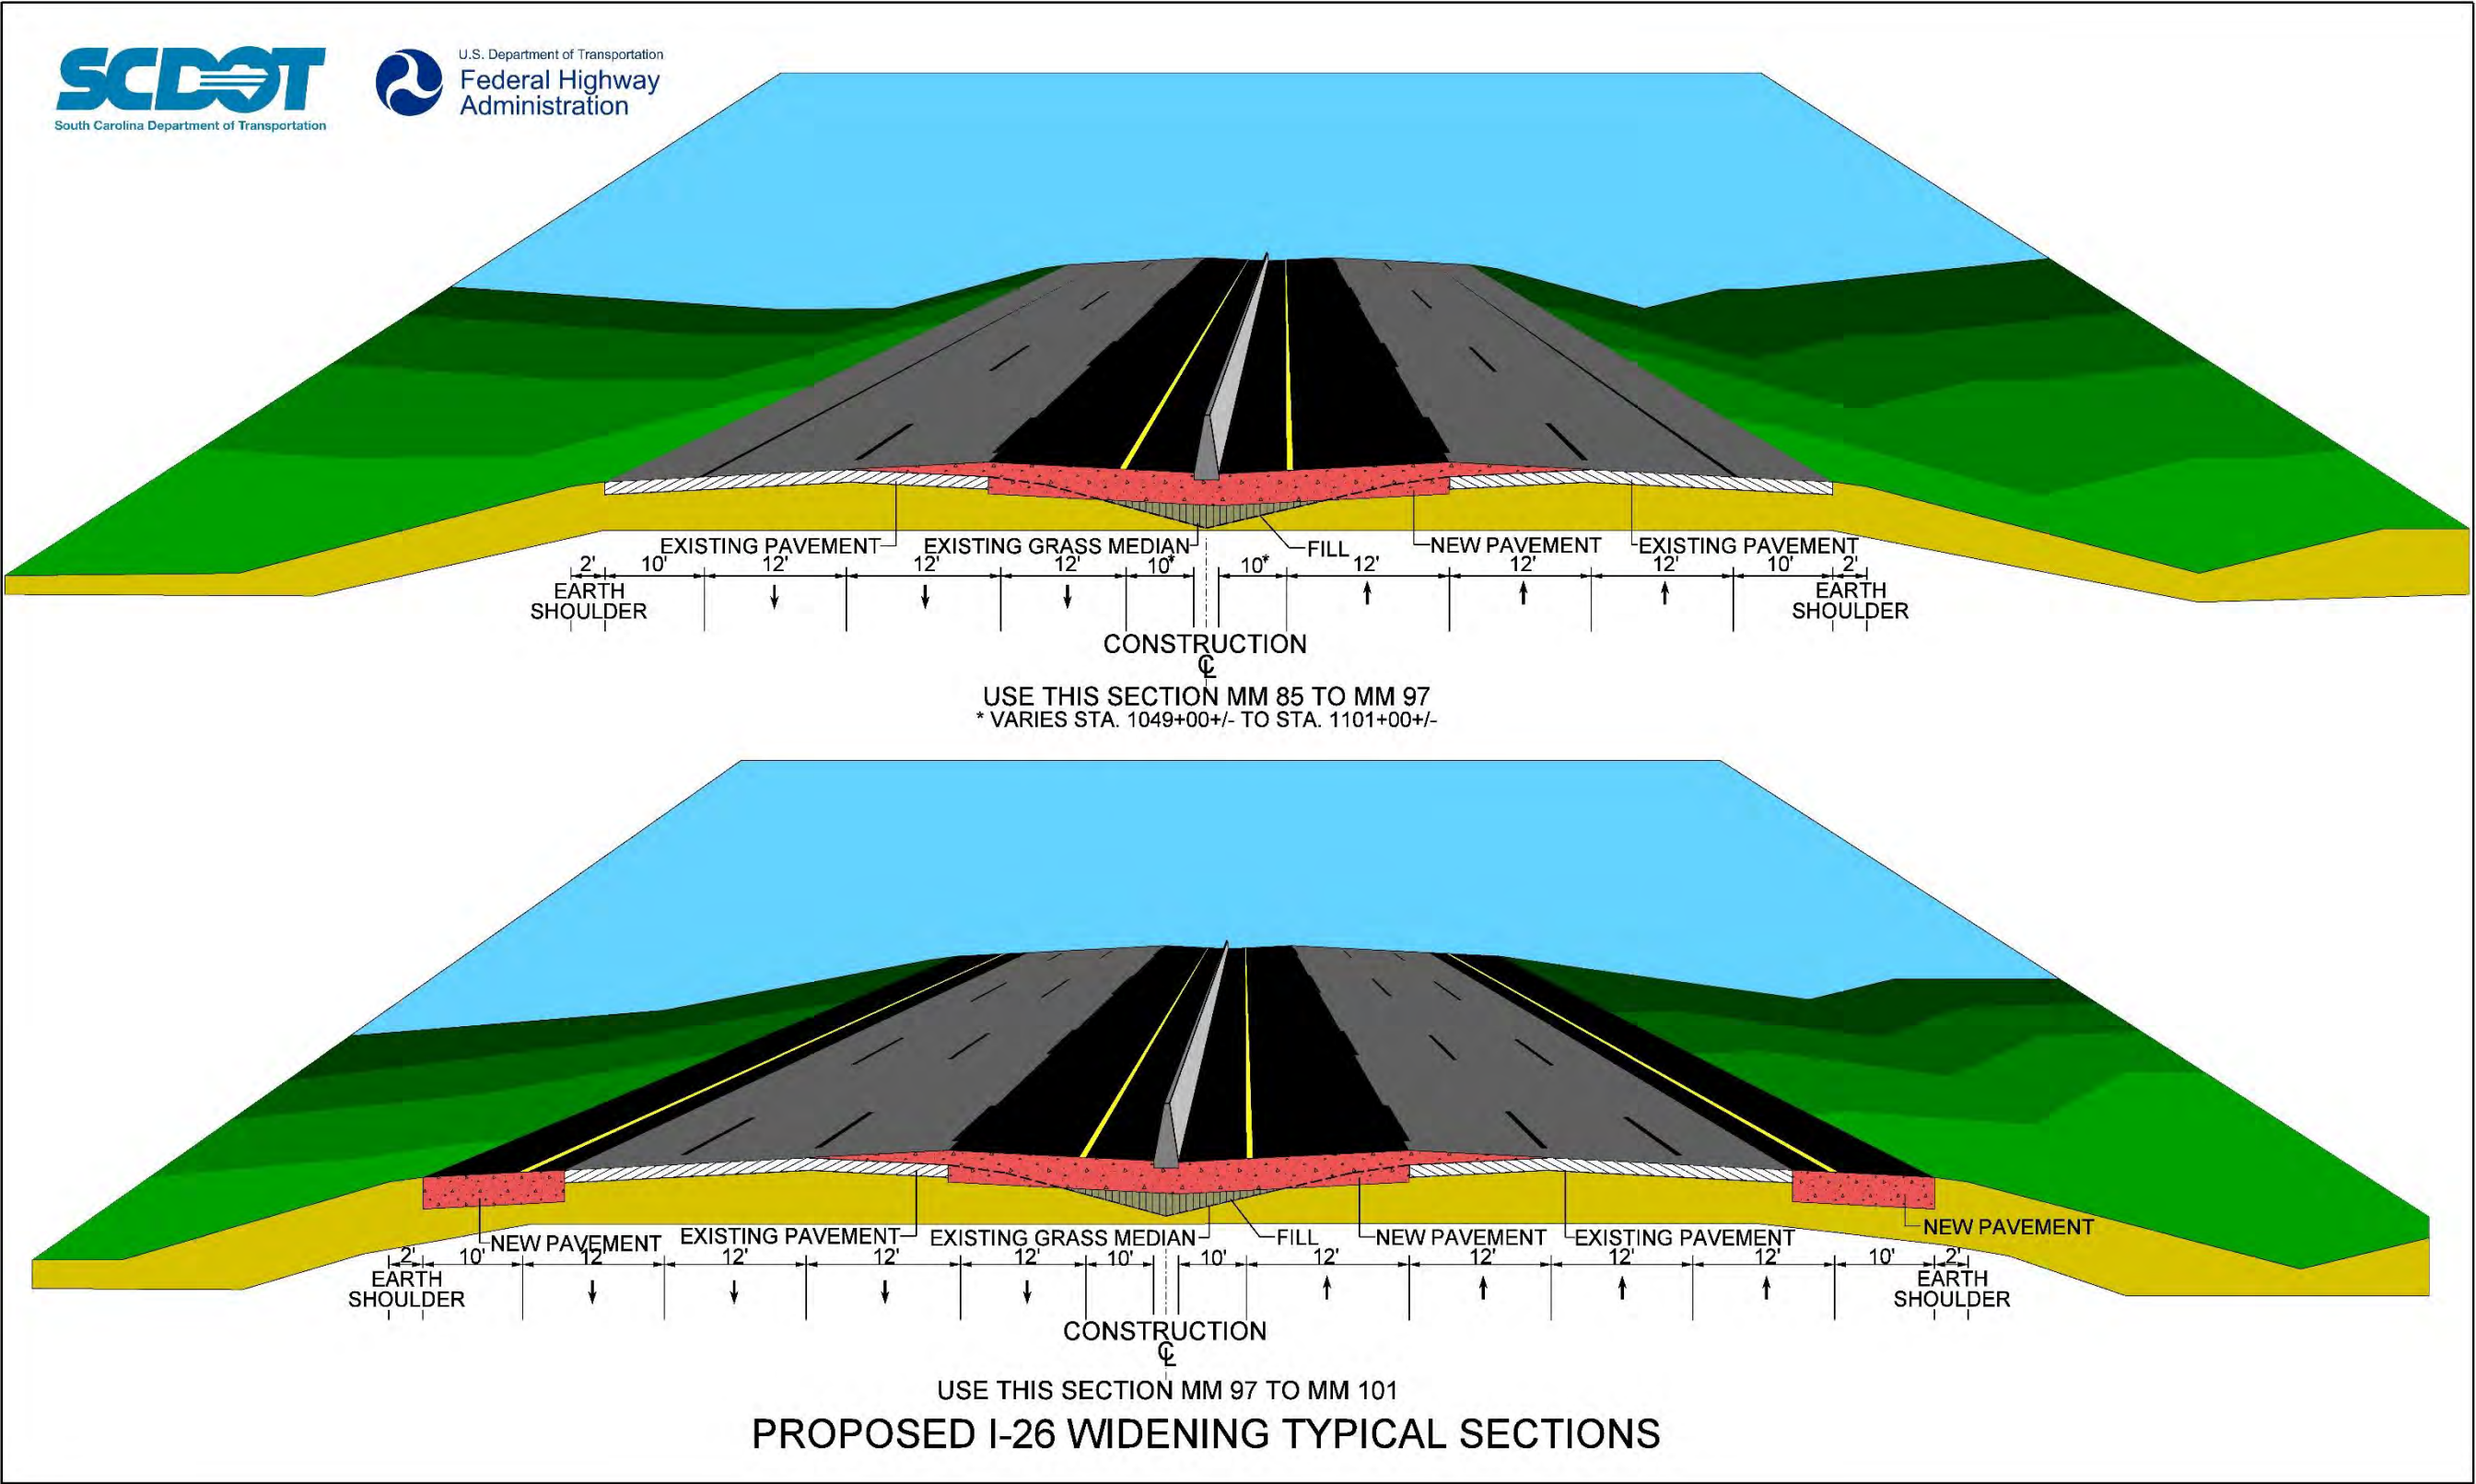 SCDOT
South Carolina Department of Transportation
U.S. Department of Transportation
Federal Highway
Administration
EXISTING PAVEMENT
EXISTING GRASS MEDIAN
FILL
NEW PAVEMENT
EXISTING PAVEMENT
2' 10' 12' 12' 12' 10* 10* 12' 12' 12' 10' 2'
EARTH
SHOULDER
EARTH
SHOULDER
CONSTRUCTION
℄
USE THIS SECTION MM 85 TO MM 97
* VARIES STA. 1049+00+/- TO STA. 1101+00+/-
NEW PAVEMENT
EXISTING PAVEMENT
EXISTING GRASS MEDIAN
FILL
NEW PAVEMENT
EXISTING PAVEMENT
NEW PAVEMENT
2' 10' 12' 12' 12' 12' 10' 10' 12' 12' 12' 12' 10' 2'
EARTH
SHOULDER
EARTH
SHOULDER
CONSTRUCTION
℄
USE THIS SECTION MM 97 TO MM 101
PROPOSED I-26 WIDENING TYPICAL SECTIONS